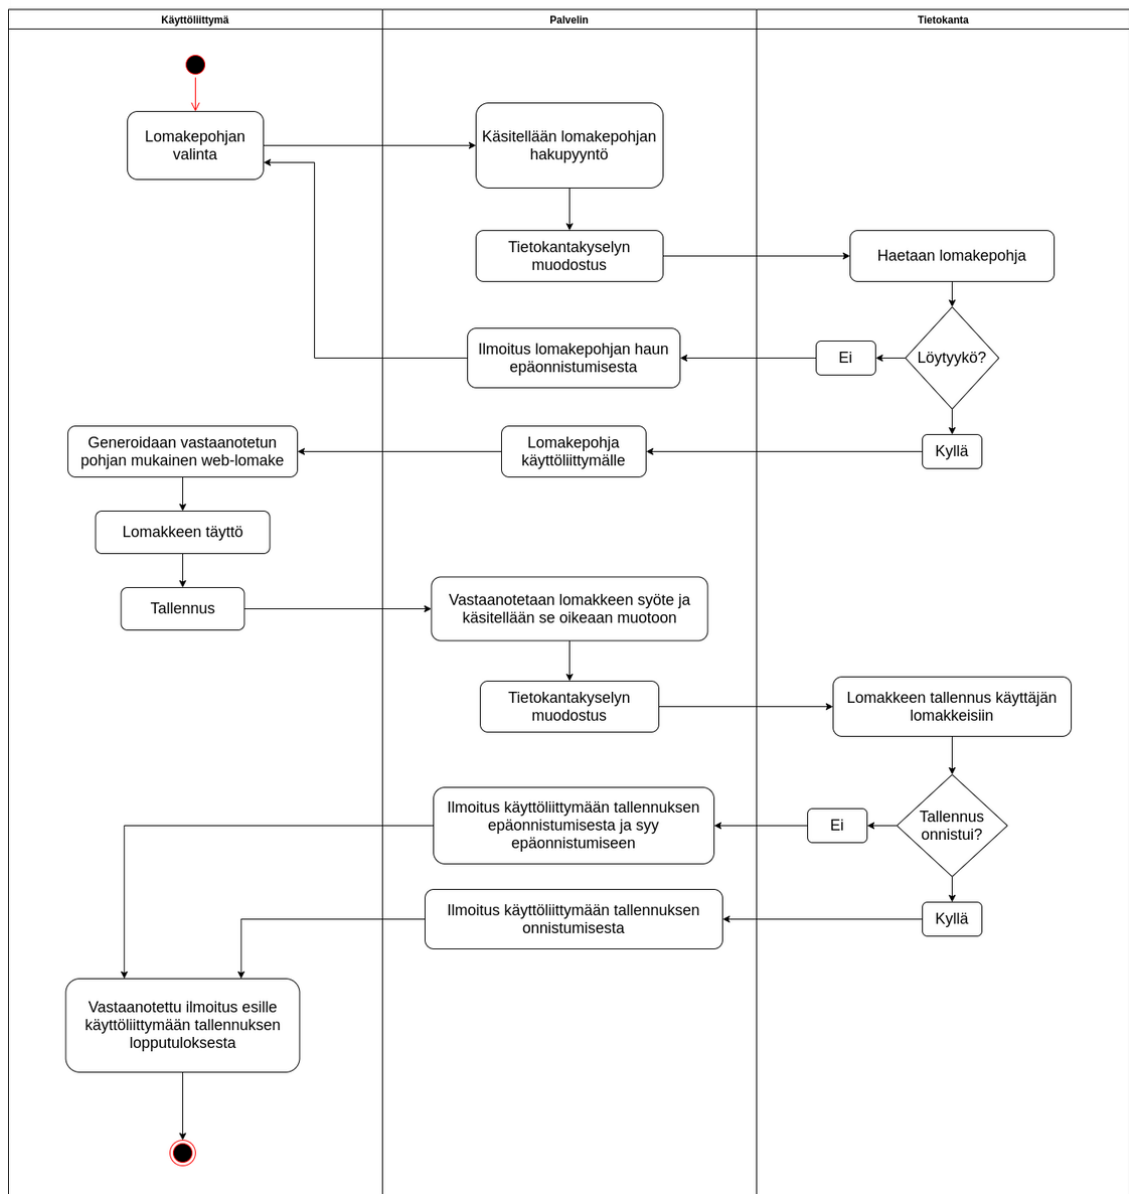 Käyttöliittymä
Palvelin
Tietokanta
Lomakepohjan
valinta
Käsitellään lomakepohjan
hakupyyntö
Tietokantakyselyn
muodostus
Haetaan lomakepohja
Löytyykö?
Ei
Ilmoitus lomakepohjan haun
epäonnistumisesta
Kyllä
Lomakepohja
käyttöliittymälle
Generoidaan vastaanotetun
pohjan mukainen web-lomake
Lomakkeen täyttö
Tallennus
Vastaanotetaan lomakkeen syöte ja
käsitellään se oikeaan muotoon
Tietokantakyselyn
muodostus
Lomakkeen tallennus käyttäjän
lomakkeisiin
Tallennus
onnistui?
Ei
Ilmoitus käyttöliittymään tallennuksen
epäonnistumisesta ja syy
epäonnistumiseen
Kyllä
Ilmoitus käyttöliittymään tallennuksen
onnistumisesta
Vastaanotettu ilmoitus esille
käyttöliittymään tallennuksen
lopputuloksesta